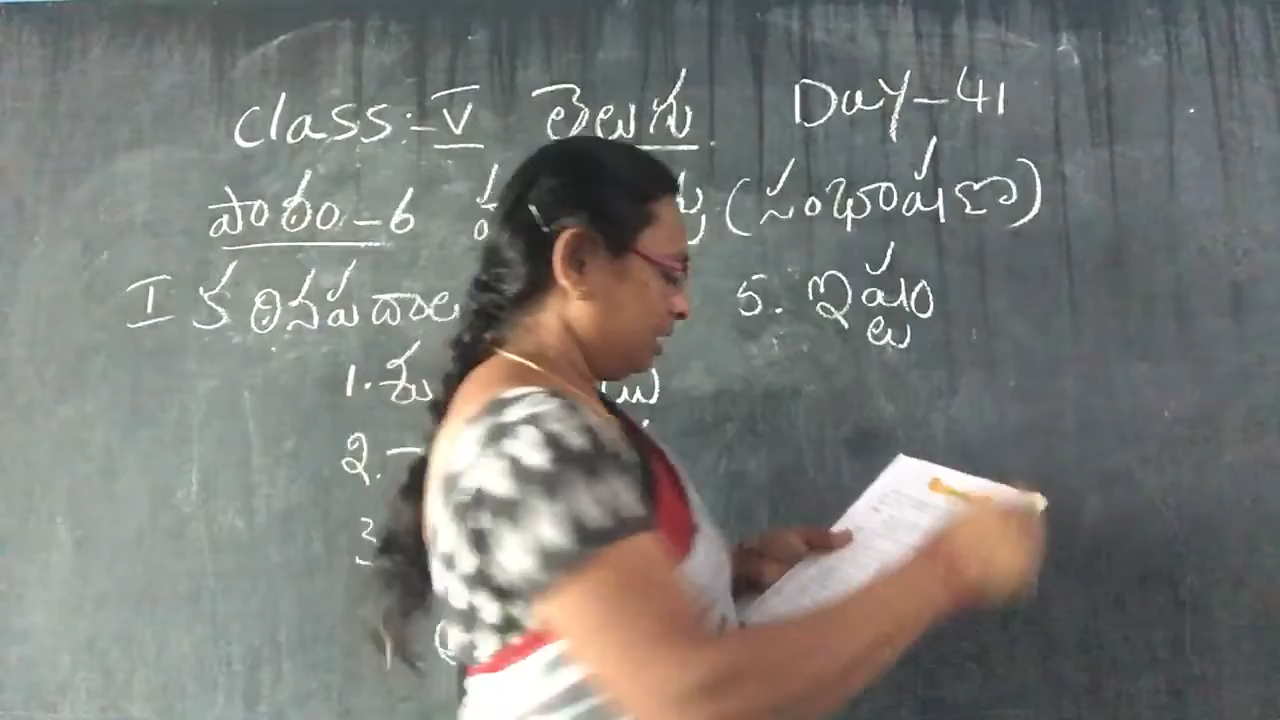 Class:- V తెలుగు Day-41
పాఠం-6 (సంభాషణ)
I కఠినపదాలు
1. శు
2.
3
5. ఇష్టం